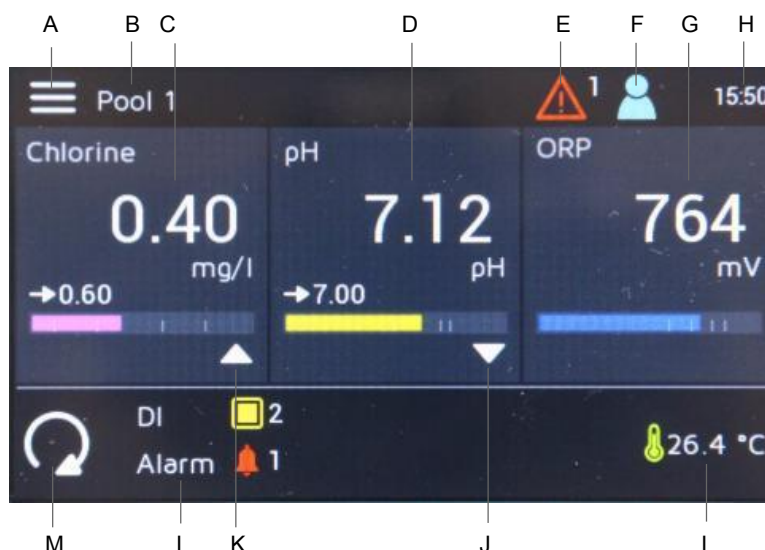 A B C D E F G H
Pool 1 1 15:50
Chlorine pH ORP
0.40 7.12 764
mg/l pH mV
→0.60 →7.00
DI 2
Alarm 1 26.4 °C
M L K J I